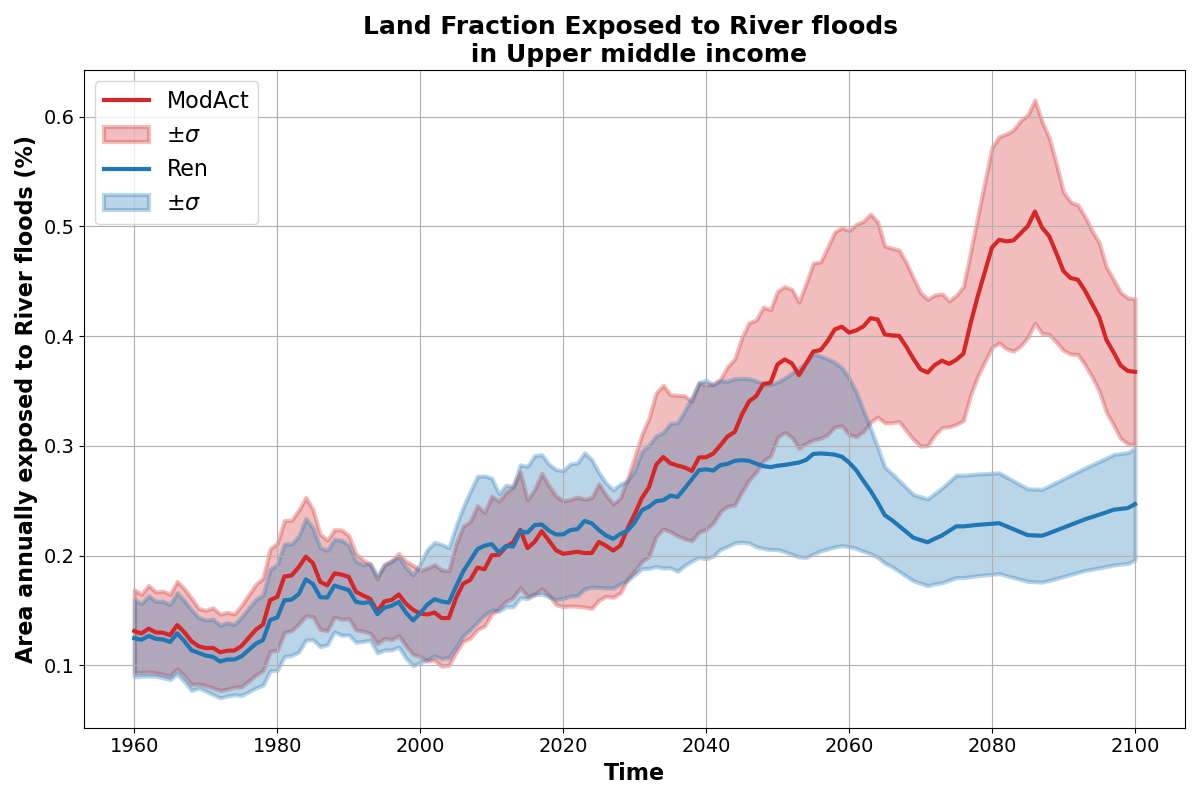 Land Fraction Exposed to River floods
in Upper middle income
ModAct
±σ
Ren
±σ
Area annually exposed to River floods (%)
0.6
0.5
0.4
0.3
0.2
0.1
1960 1980 2000 2020 2040 2060 2080 2100
Time